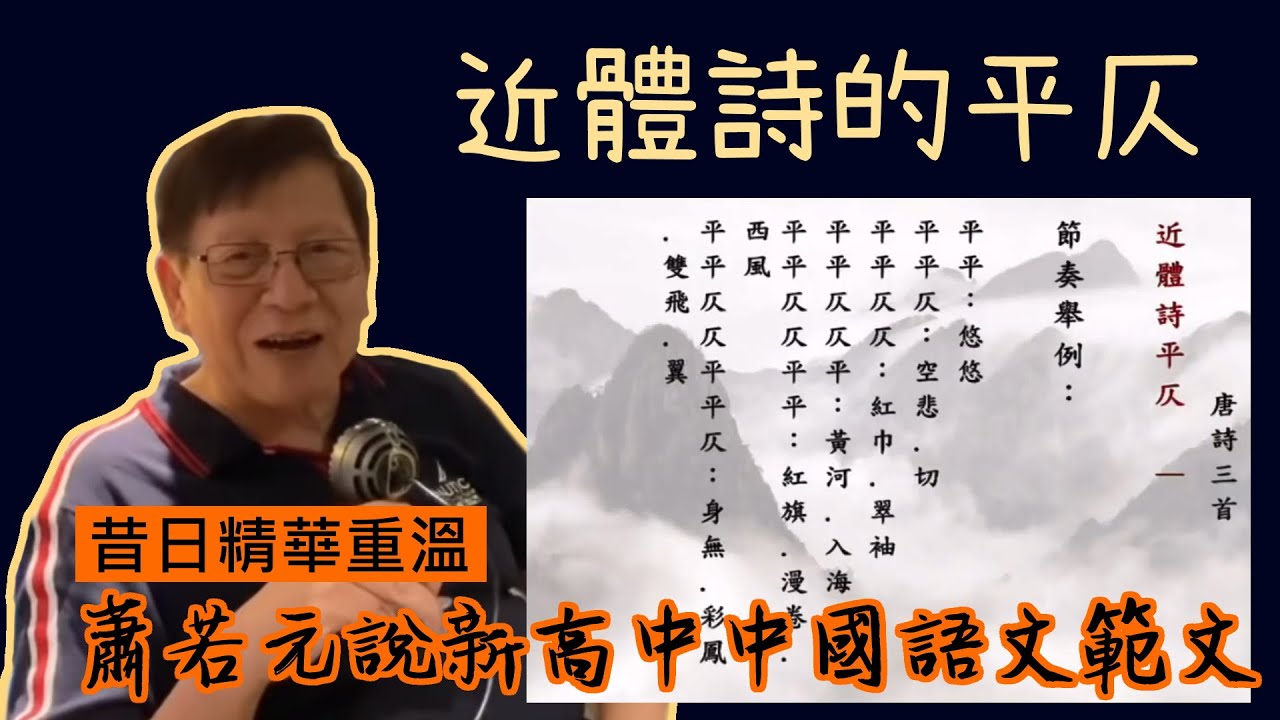 近體詩的平仄
唐詩三首
近體詩平仄 一
節奏舉例：
平平：悠悠
平平仄：空悲．切
平平仄仄：紅巾．翠袖
平平仄仄平：黃河．入海
平平仄仄平平：紅旗．漫卷．
西風
平平仄仄平平仄：身無．彩鳳
．雙飛．翼
昔日精華重溫
蕭若元說新高中中國語文範文